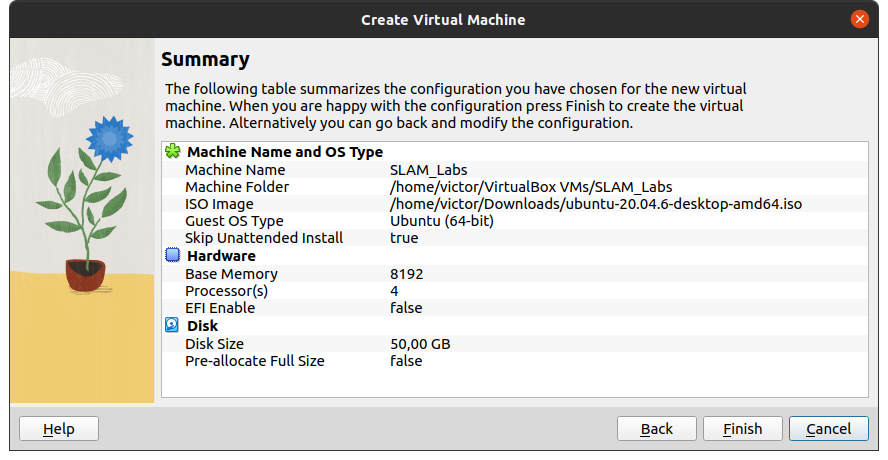 Create Virtual Machine
Summary
The following table summarizes the configuration you have chosen for the new virtual
machine. When you are happy with the configuration press Finish to create the virtual
machine. Alternatively you can go back and modify the configuration.
Machine Name and OS Type
Machine Name SLAM_Labs
Machine Folder /home/victor/VirtualBox VMs/SLAM_Labs
ISO Image /home/victor/Downloads/ubuntu-20.04.6-desktop-amd64.iso
Guest OS Type Ubuntu (64-bit)
Skip Unattended Install true
Hardware
Base Memory 8192
Processor(s) 4
EFI Enable false
Disk
Disk Size 50,00 GB
Pre-allocate Full Size false
Help Back Finish Cancel